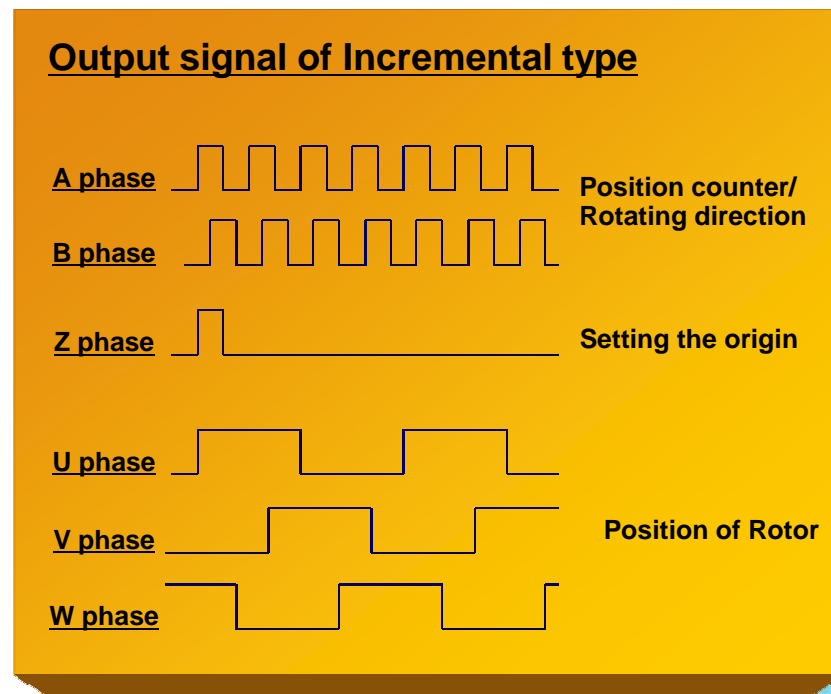 Output signal of Incremental type
A phase
Position counter/
Rotating direction
B phase
Z phase
Setting the origin
U phase
V phase
Position of Rotor
W phase